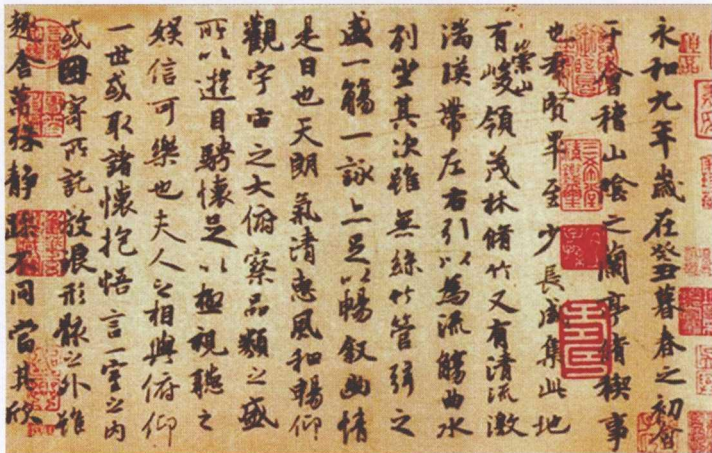 永和九年歲在癸丑暮春之初會
于會稽山陰之蘭亭脩稧事
也羣賢畢至少長咸集此地
有崇山峻領茂林脩竹又有清流激
湍暎帶左右引以為流觴曲水
列坐其次雖無絲竹管弦之
盛一觴一詠亦足以暢敘幽情
是日也天朗氣清惠風和暢仰
觀宇宙之大俯察品類之盛
所以遊目騁懷足以極視聽之
娛信可樂也夫人之相與俯仰
一世或取諸懷抱悟言一室之內
或因寄所託放浪形骸之外雖
趣舍萬殊靜躁不同當其欣